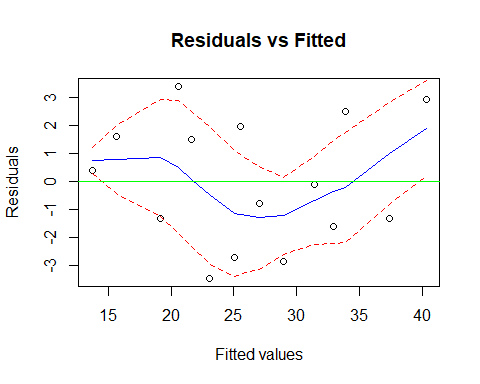 Residuals vs Fitted
Residuals
3
2
1
0
-1
-2
-3
15 20 25 30 35 40
Fitted values